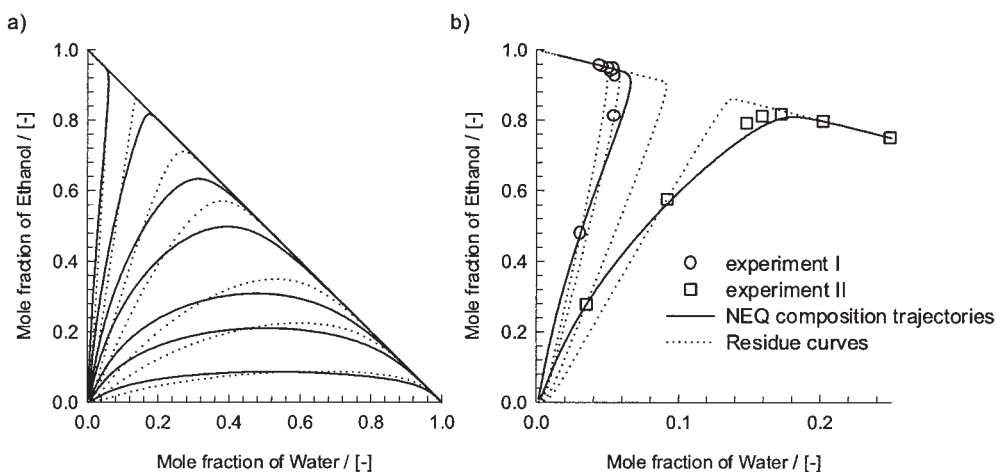 a)
1.0
0.8
0.6
0.4
0.2
0.0
0.0 0.2 0.4 0.6 0.8 1.0
Mole fraction of Ethanol / [-]
Mole fraction of Water / [-]
b)
1.0
0.8
0.6
0.4
0.2
0.0
0.0 0.1 0.2
Mole fraction of Ethanol / [-]
Mole fraction of Water / [-]
experiment I
experiment II
NEQ composition trajectories
Residue curves